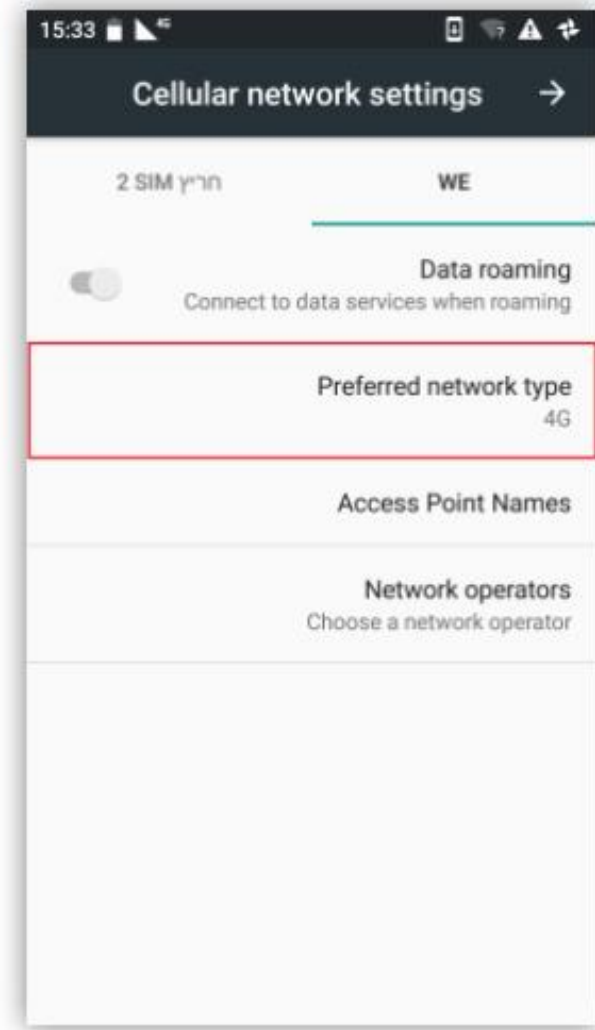 15:33 4G
Cellular network settings →
WE
חריץ SIM 2
Data roaming
Connect to data services when roaming
Preferred network type
4G
Access Point Names
Network operators
Choose a network operator